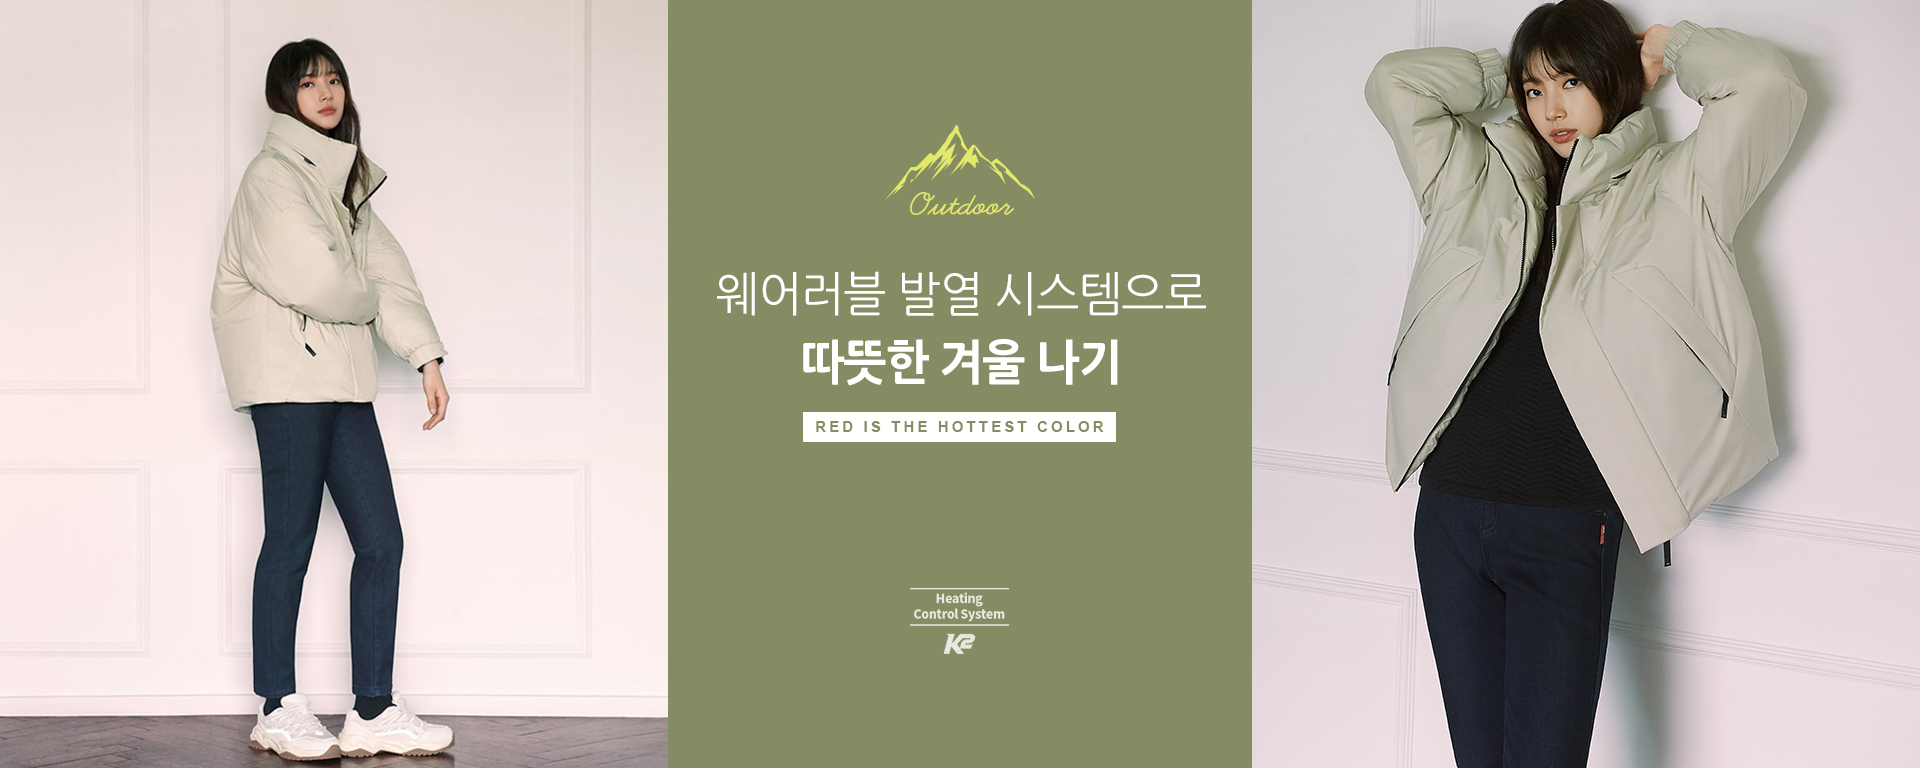 Outdoor
웨어러블 발열 시스템으로
따뜻한 겨울 나기
RED IS THE HOTTEST COLOR
Heating
Control System
K2